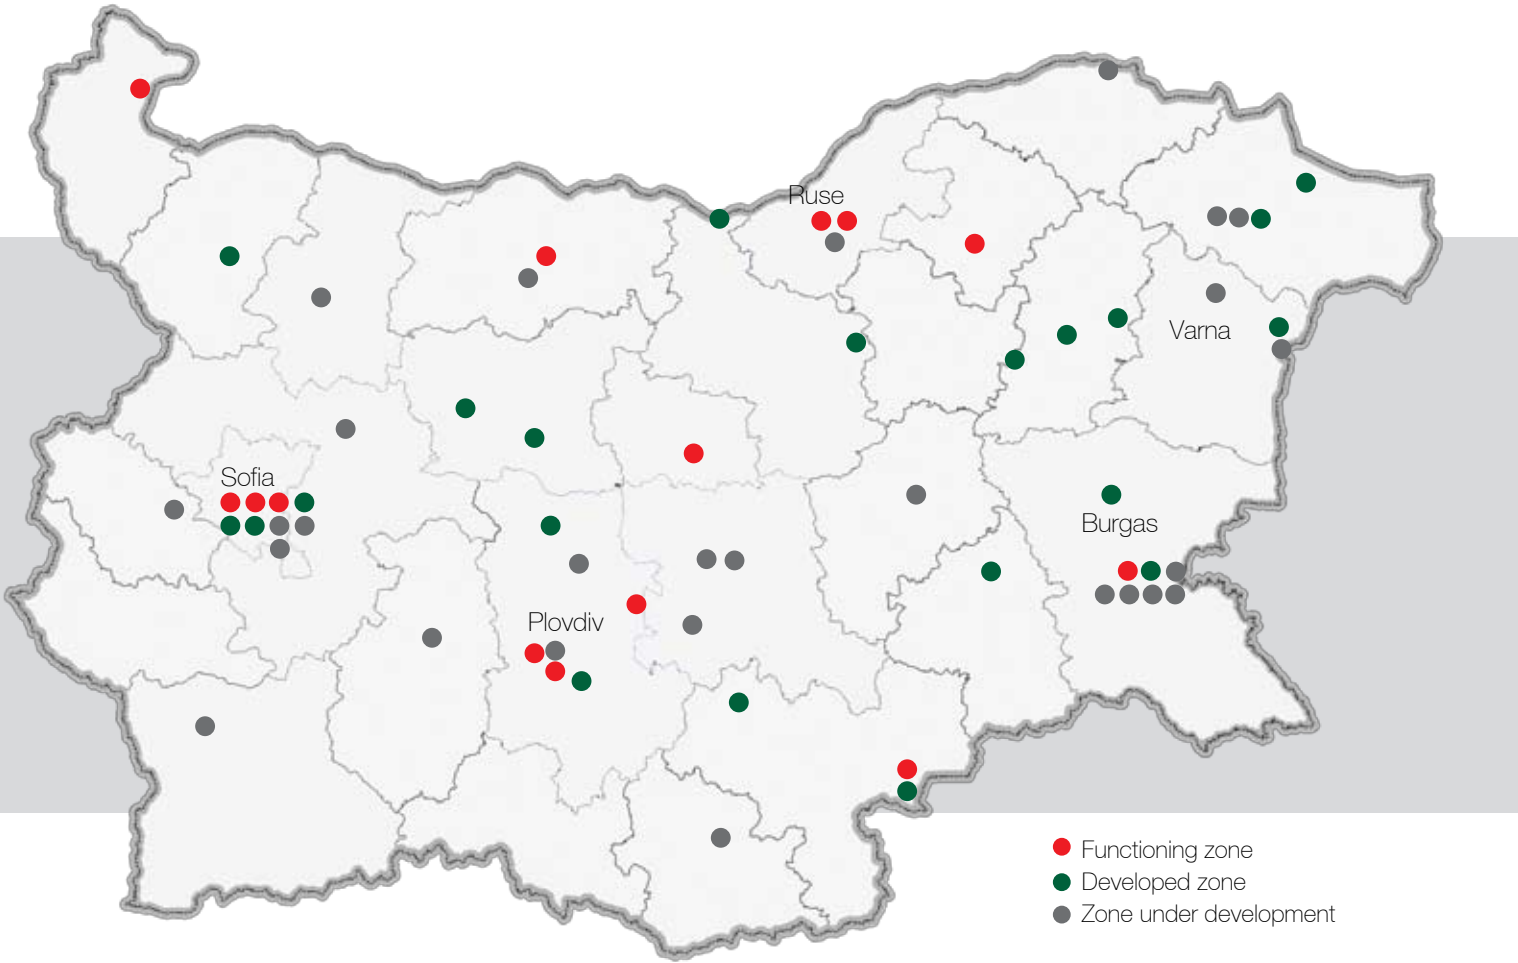 Ruse
Varna
Sofia
Burgas
Plovdiv
Functioning zone
Developed zone
Zone under development